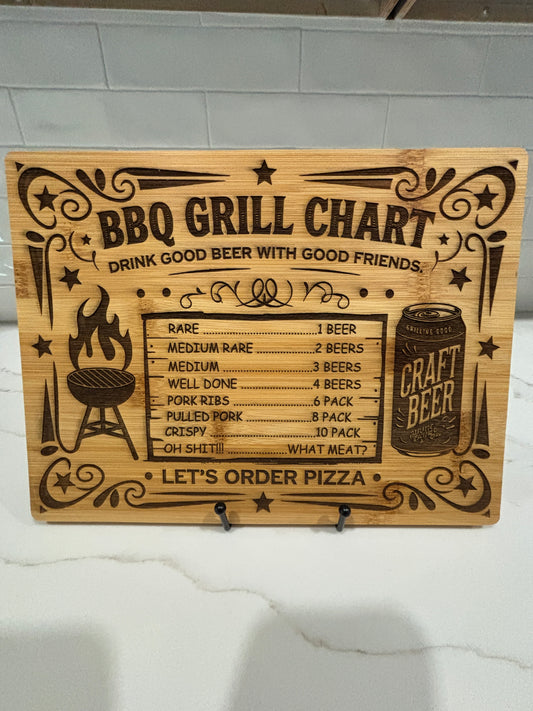 BBQ GRILL CHART
DRINK GOOD BEER WITH GOOD FRIENDS.
RARE ..............................1 BEER
MEDIUM RARE ...............2 BEERS
MEDIUM ........................3 BEERS
WELL DONE ...................4 BEERS
PORK RIBS .....................6 PACK
PULLED PORK .................8 PACK
CRISPY ..........................10 PACK
OH SHIT!!! ................WHAT MEAT?
• LET'S ORDER PIZZA •
GRILLING GOOD
CRAFT
BEER